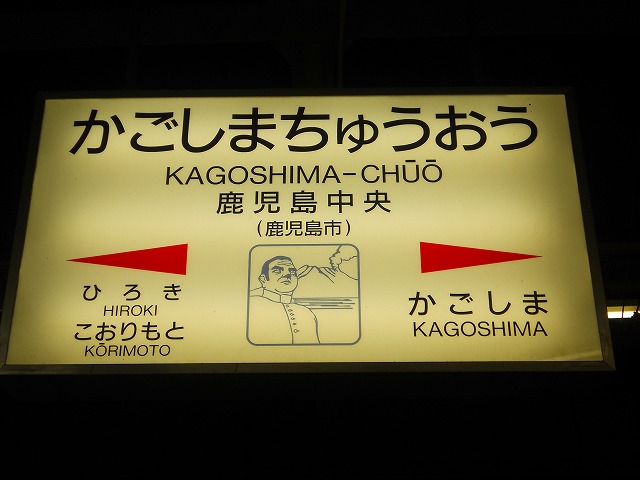 かごしまちゅうおう
KAGOSHIMA-CHŪŌ
鹿児島中央
(鹿児島市)
ひろき
HIROKI
こおりもと
KŌRIMOTO
かごしま
KAGOSHIMA